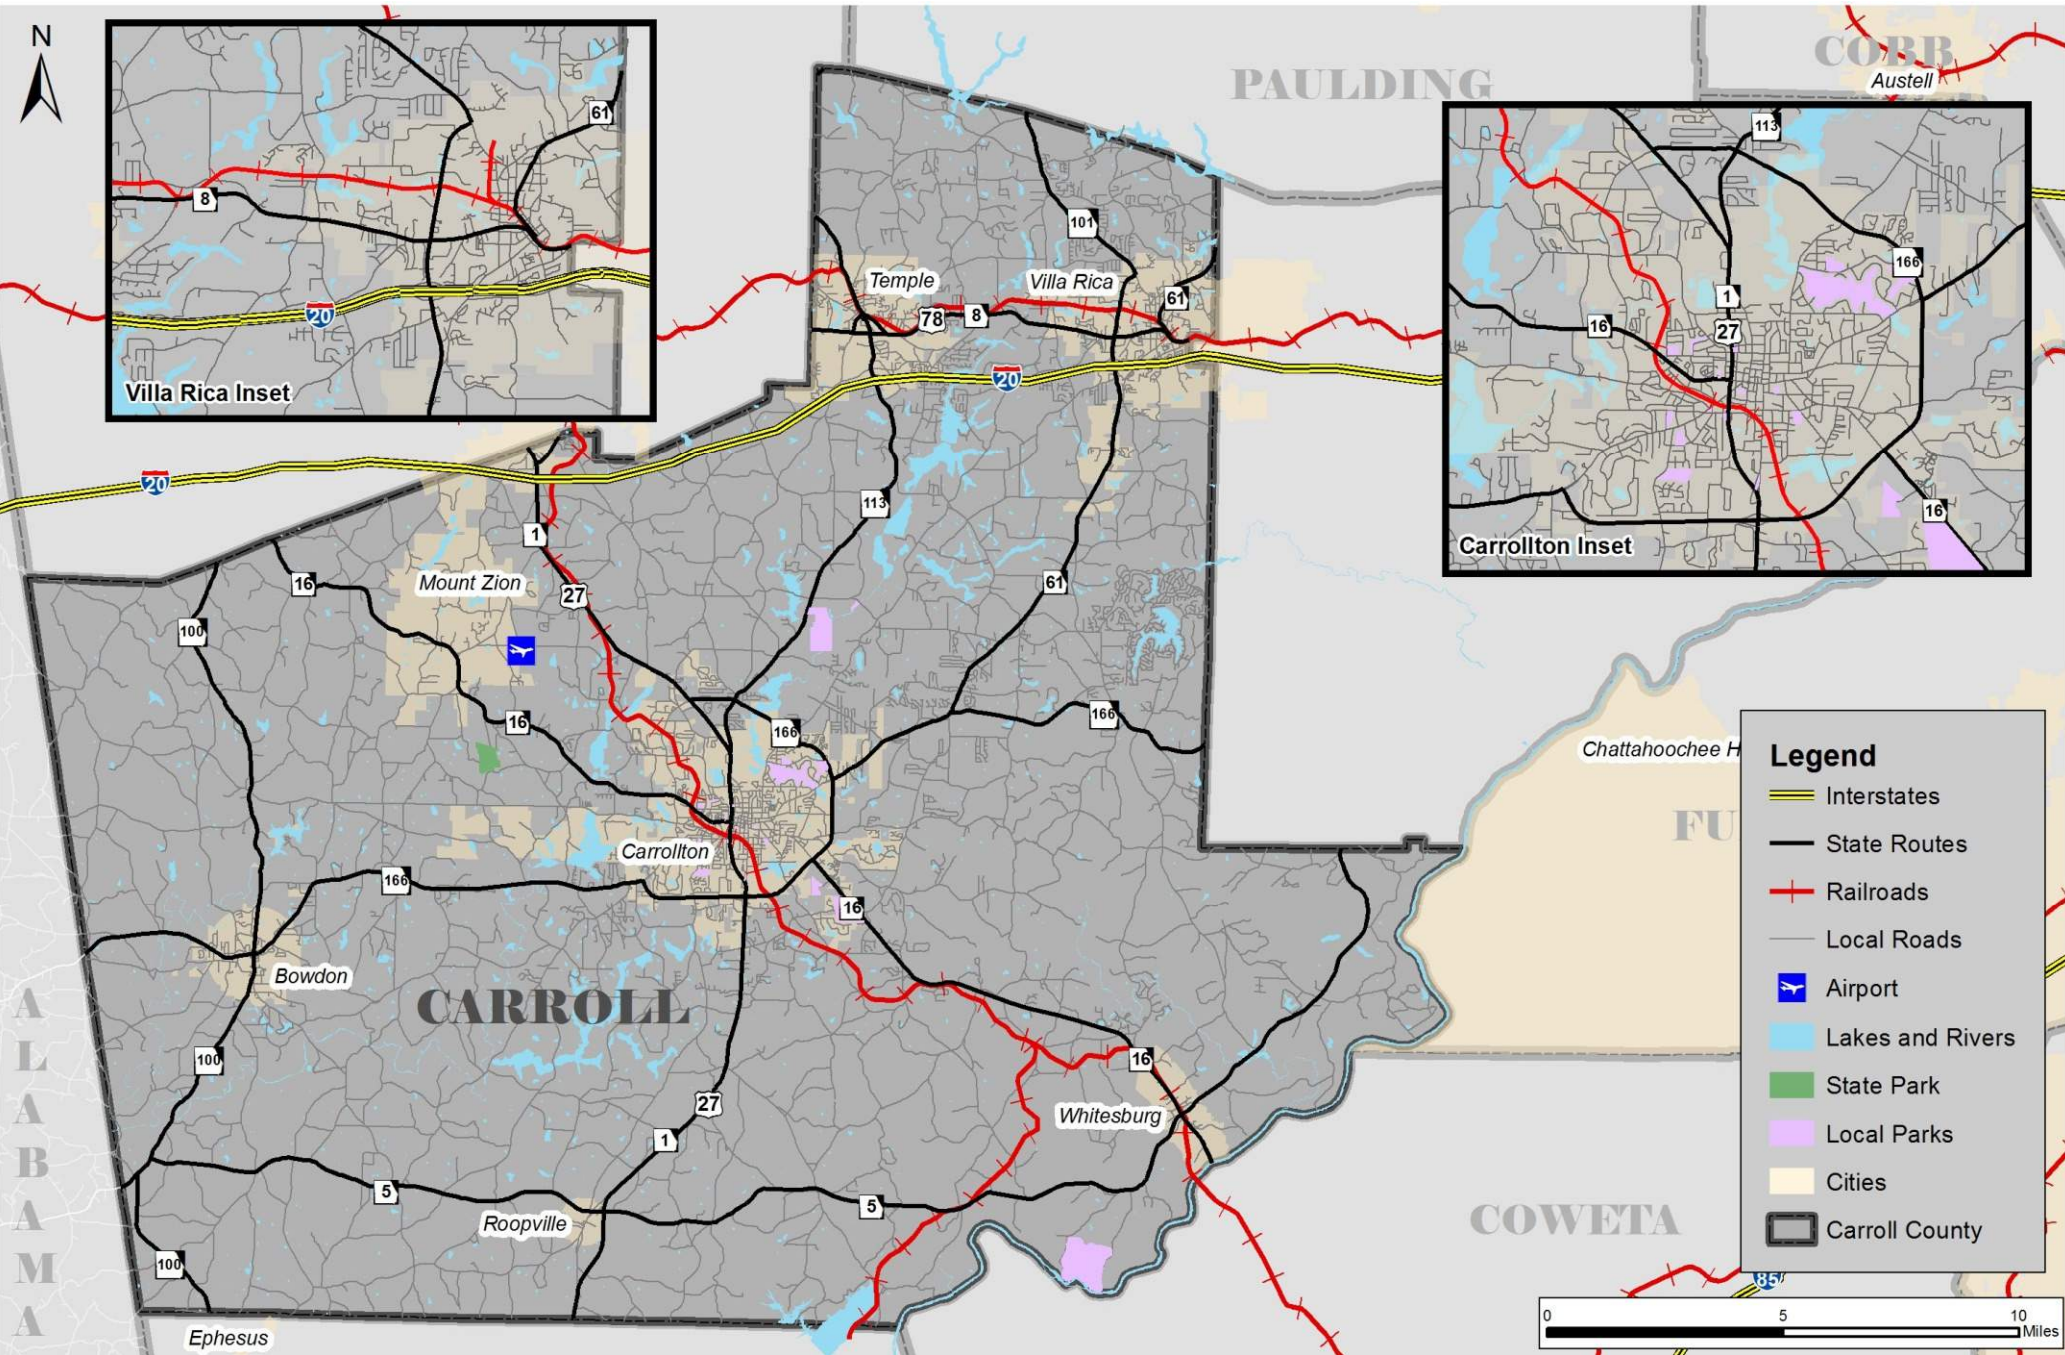 N
PAULDING
COBB
Austell
61
8
20
Villa Rica Inset
113
166
1
16
27
16
Carrollton Inset
101
Temple
Villa Rica
61
78
8
20
20
113
1
16
Mount Zion
27
61
100
16
166
166
Carrollton
166
16
Bowdon
CARROLL
100
16
27
Whitesburg
1
5
5
Roopville
100
Ephesus
ALABAMA
Chattahoochee H
FU
COWETA
85
Legend
Interstates
State Routes
Railroads
Local Roads
Airport
Lakes and Rivers
State Park
Local Parks
Cities
Carroll County
0 5 10
Miles